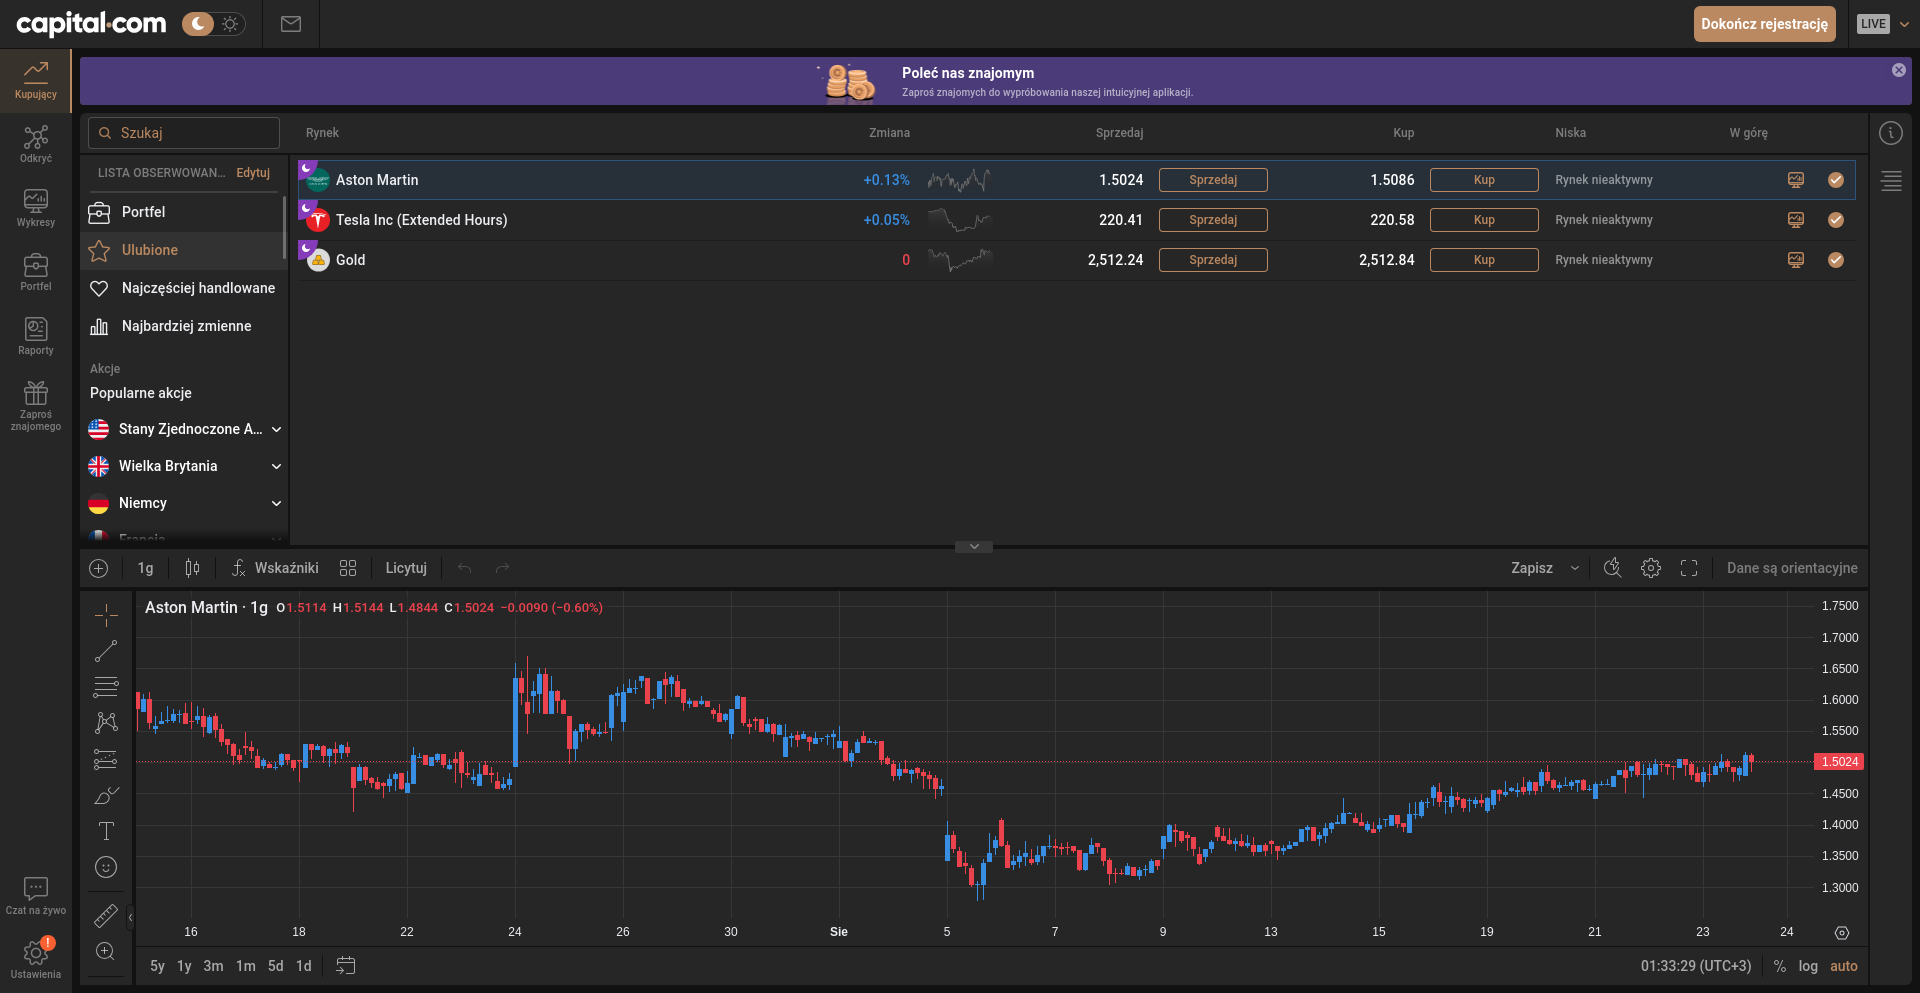 capital.com
Dokończ rejestrację
LIVE
Kupujący
Poleć nas znajomym
Zaproś znajomych do wypróbowania naszej intuicyjnej aplikacji.
Szukaj
Rynek Zmiana Sprzedaj Kup Niska W górę
Odkryć
LISTA OBSERWOWAN... Edytuj
Aston Martin +0.13% 1.5024 Sprzedaj 1.5086 Kup Rynek nieaktywny
Portfel
Tesla Inc (Extended Hours) +0.05% 220.41 Sprzedaj 220.58 Kup Rynek nieaktywny
Wykresy
Ulubione
Gold 0 2,512.24 Sprzedaj 2,512.84 Kup Rynek nieaktywny
Portfel
Najczęściej handlowane
Najbardziej zmienne
Raporty
Akcje
Popularne akcje
Zaproś
znajomego
Stany Zjednoczone A...
Wielka Brytania
Niemcy
Francja
1g Wskaźniki Licytuj Zapisz Dane są orientacyjne
Aston Martin · 1g O1.5114 H1.5144 L1.4844 C1.5024 −0.0090 (−0.60%)
1.7500
1.7000
1.6500
1.6000
1.5500
1.5024
1.4500
1.4000
1.3500
1.3000
Czat na żywo
16 18 22 24 26 30 Sie 5 7 9 13 15 19 21 23 24
Ustawienia
5y 1y 3m 1m 5d 1d 01:33:29 (UTC+3) % log auto